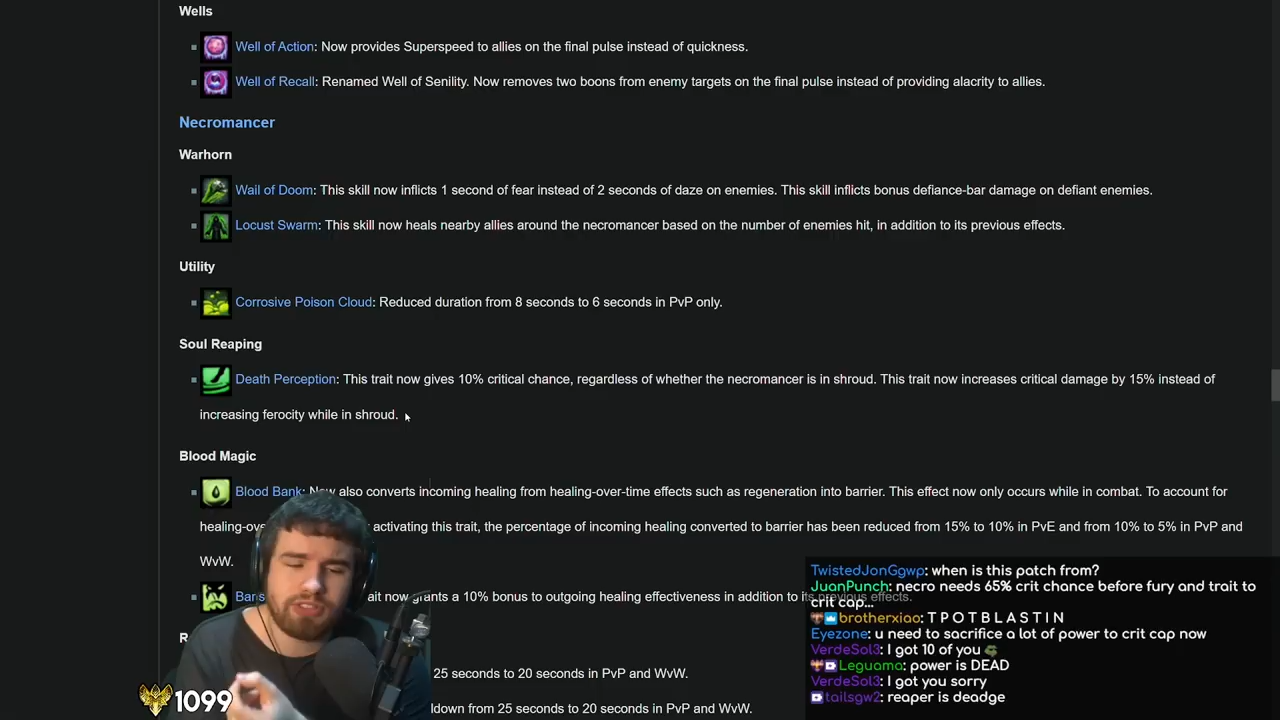 Wells
Well of Action: Now provides Superspeed to allies on the final pulse instead of quickness.
Well of Recall: Renamed Well of Senility. Now removes two boons from enemy targets on the final pulse instead of providing alacrity to allies.
Necromancer
Warhorn
Wail of Doom: This skill now inflicts 1 second of fear instead of 2 seconds of daze on enemies. This skill inflicts bonus defiance-bar damage on defiant enemies.
Locust Swarm: This skill now heals nearby allies around the necromancer based on the number of enemies hit, in addition to its previous effects.
Utility
Corrosive Poison Cloud: Reduced duration from 8 seconds to 6 seconds in PvP only.
Soul Reaping
Death Perception: This trait now gives 10% critical chance, regardless of whether the necromancer is in shroud. This trait now increases critical damage by 15% instead of
increasing ferocity while in shroud.
Blood Magic
Blood Bank: Now also converts incoming healing from healing-over-time effects such as regeneration into barrier. This effect now only occurs while in combat. To account for
activating this trait, the percentage of incoming healing converted to barrier has been reduced from 15% to 10% in PvE and from 10% to 5% in PvP and
WvW.
now grants a 10% bonus to outgoing healing effectiveness in addition to its previous effects.
25 seconds to 20 seconds in PvP and WvW.
from 25 seconds to 20 seconds in PvP and WvW.
TwistedJonGgwp: when is this patch from?
JuanPunch: necro needs 65% crit chance before fury and trait to
crit cap...
brotherxiao: T P O T B L A S T I N
Eyezone: u need to sacrifice a lot of power to crit cap now
VerdeSol3: I got 10 of you
Leguama: power is DEAD
VerdeSol3: I got you sorry
tailsgw2: reaper is deadge
1099